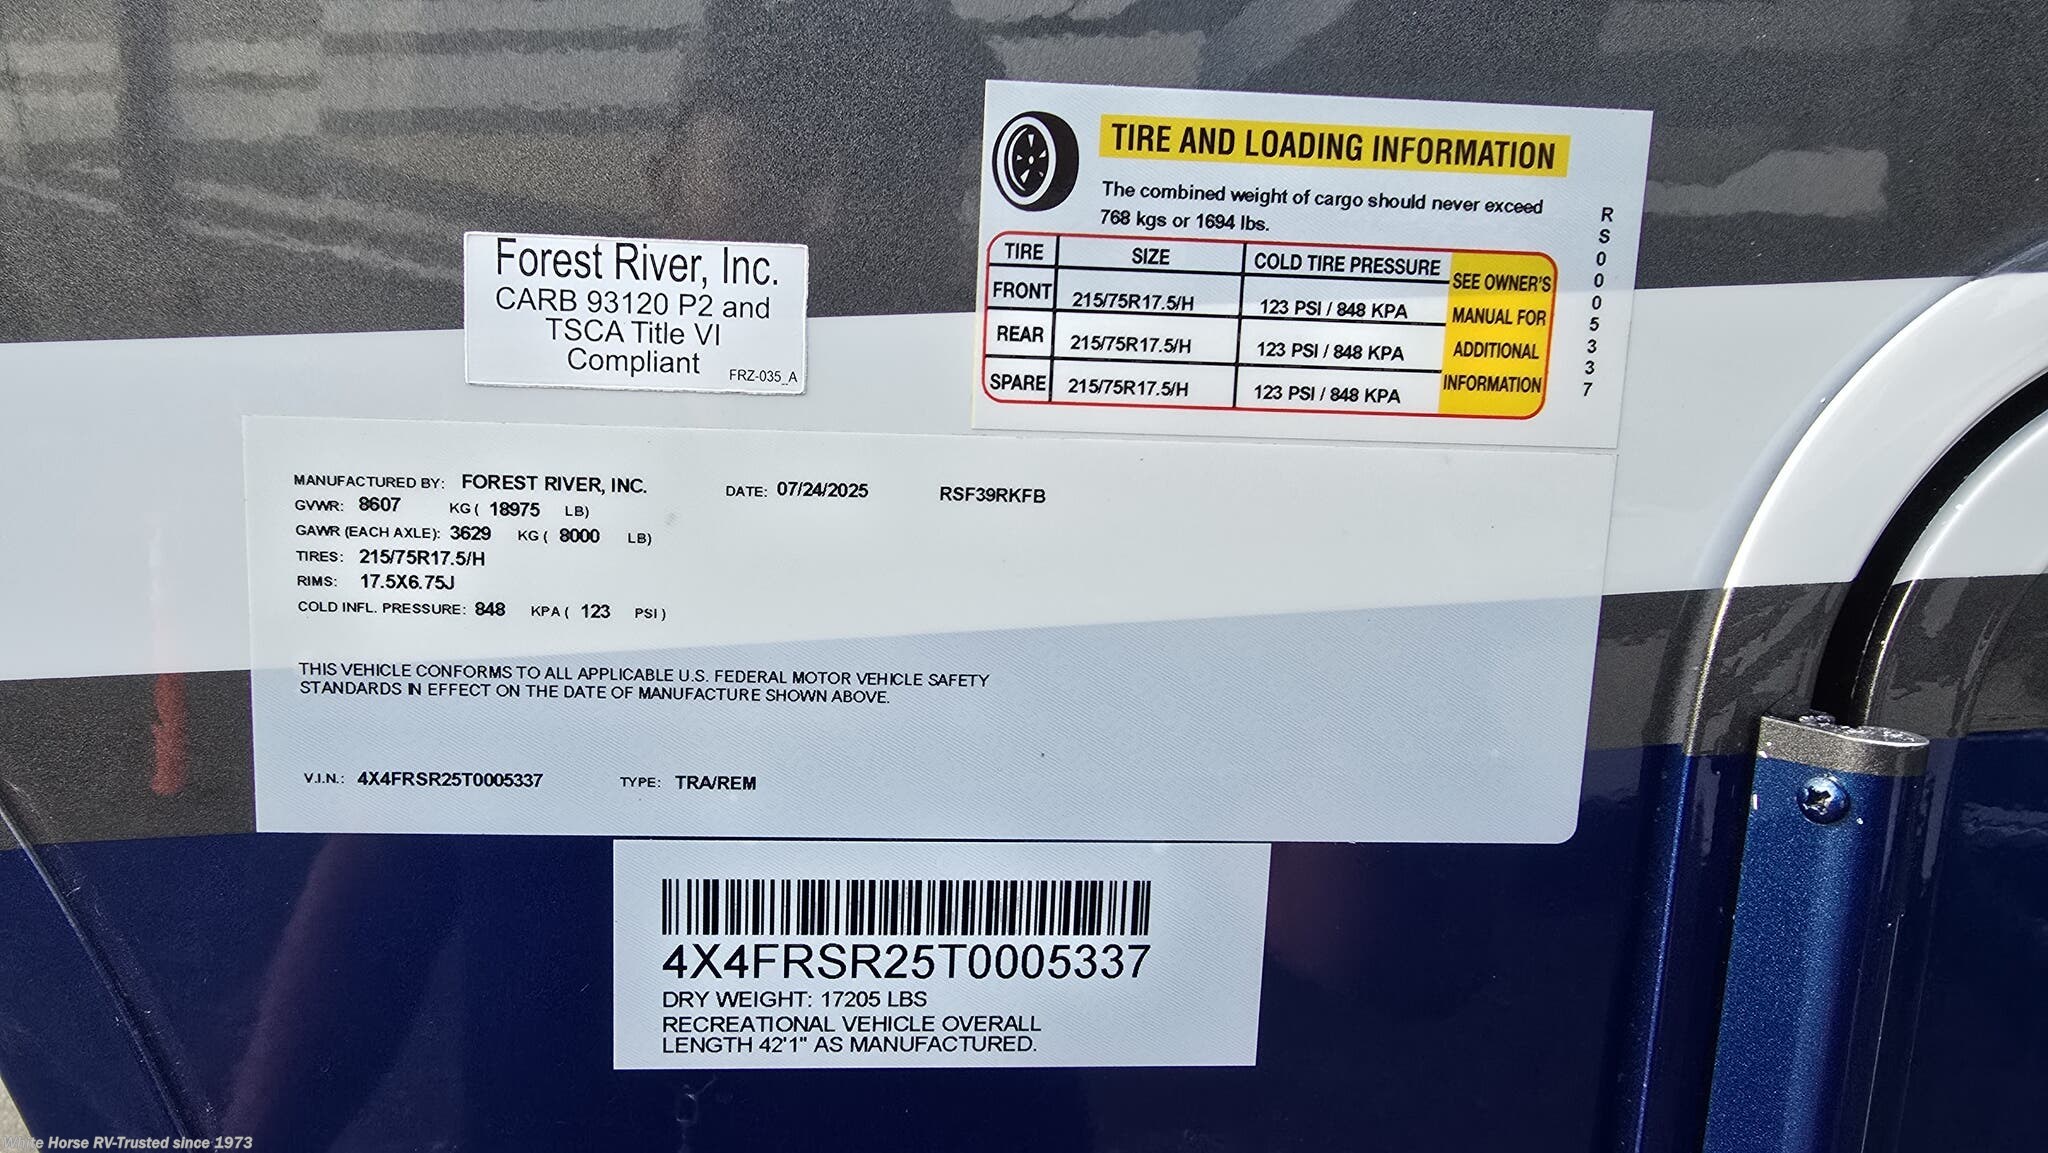 TIRE AND LOADING INFORMATION
The combined weight of cargo should never exceed
768 kgs or 1694 lbs.
TIRE SIZE COLD TIRE PRESSURE SEE OWNER'S MANUAL FOR ADDITIONAL INFORMATION
FRONT 215/75R17.5/H 123 PSI / 848 KPA
REAR 215/75R17.5/H 123 PSI / 848 KPA
SPARE 215/75R17.5/H 123 PSI / 848 KPA
RS0005337
Forest River, Inc.
CARB 93120 P2 and
TSCA Title VI
Compliant
FRZ-035_A
MANUFACTURED BY: FOREST RIVER, INC. DATE: 07/24/2025 RSF39RKFB
GVWR: 8607 KG ( 18975 LB)
GAWR (EACH AXLE): 3629 KG ( 8000 LB)
TIRES: 215/75R17.5/H
RIMS: 17.5X6.75J
COLD INFL. PRESSURE: 848 KPA ( 123 PSI )
THIS VEHICLE CONFORMS TO ALL APPLICABLE U.S. FEDERAL MOTOR VEHICLE SAFETY
STANDARDS IN EFFECT ON THE DATE OF MANUFACTURE SHOWN ABOVE.
V.I.N.: 4X4FRSR25T0005337 TYPE: TRA/REM
4X4FRSR25T0005337
DRY WEIGHT: 17205 LBS
RECREATIONAL VEHICLE OVERALL
LENGTH 42'1" AS MANUFACTURED.
White Horse RV-Trusted since 1973